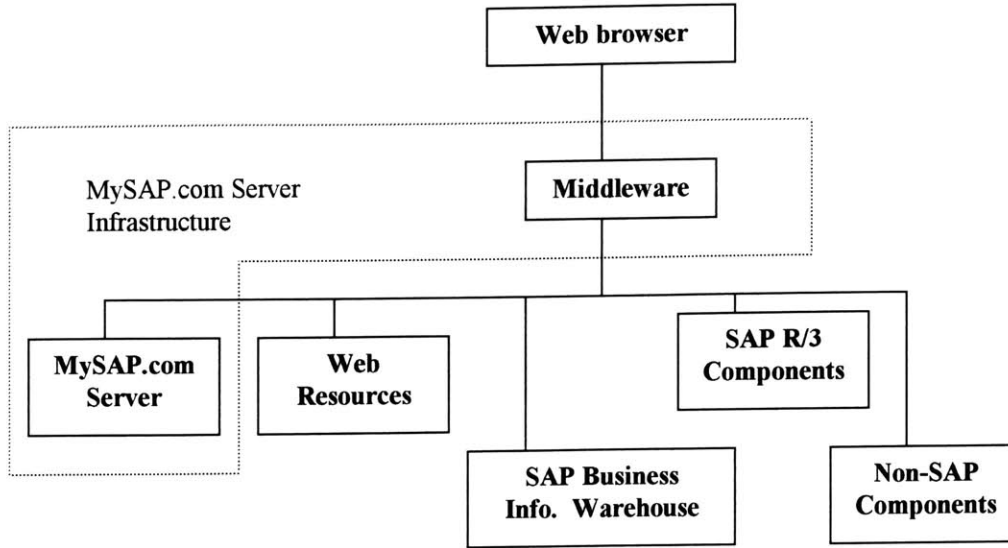 Web browser
MySAP.com Server
Infrastructure
Middleware
MySAP.com
Server
Web
Resources
SAP Business
Info. Warehouse
SAP R/3
Components
Non-SAP
Components